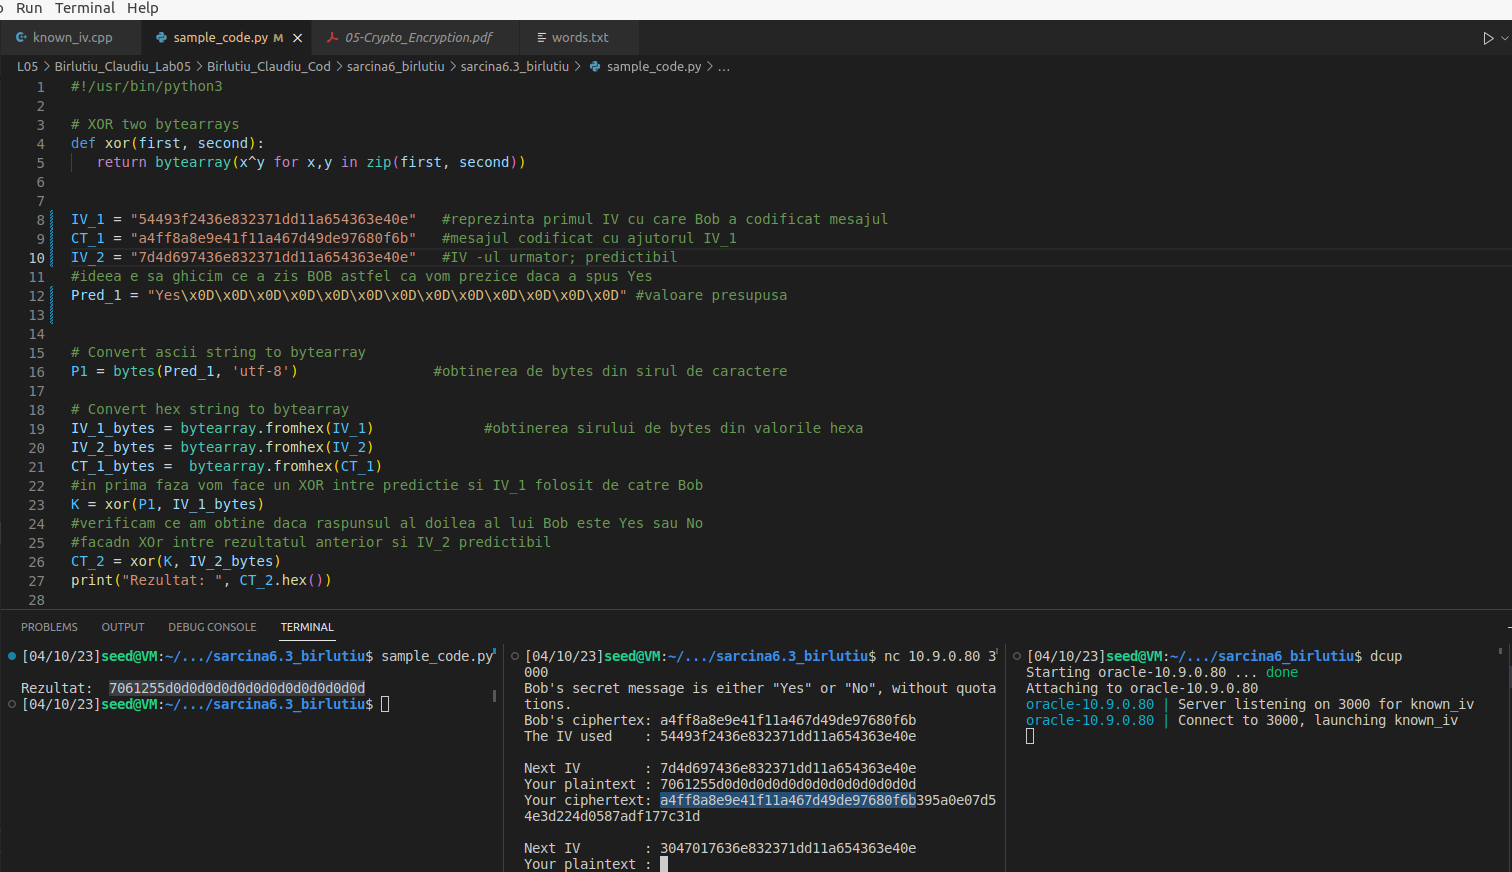 Run Terminal Help
known_iv.cpp sample_code.py M × 05-Crypto_Encryption.pdf words.txt
L05 > Birlutiu_Claudiu_Lab05 > Birlutiu_Claudiu_Cod > sarcina6_birlutiu > sarcina6.3_birlutiu > sample_code.py > ...
1 #!/usr/bin/python3
2
3 # XOR two bytearrays
4 def xor(first, second):
5 return bytearray(x^y for x,y in zip(first, second))
6
7
8 IV_1 = "54493f2436e832371dd11a654363e40e" #reprezinta primul IV cu care Bob a codificat mesajul
9 CT_1 = "a4ff8a8e9e41f11a467d49de97680f6b" #mesajul codificat cu ajutorul IV_1
10 IV_2 = "7d4d697436e832371dd11a654363e40e" #IV -ul urmator; predictibil
11 #ideea e sa ghicim ce a zis BOB astfel ca vom prezice daca a spus Yes
12 Pred_1 = "Yes\x0D\x0D\x0D\x0D\x0D\x0D\x0D\x0D\x0D\x0D\x0D\x0D\x0D" #valoare presupusa
13
14
15 # Convert ascii string to bytearray
16 P1 = bytes(Pred_1, 'utf-8') #obtinerea de bytes din sirul de caractere
17
18 # Convert hex string to bytearray
19 IV_1_bytes = bytearray.fromhex(IV_1) #obtinerea sirului de bytes din valorile hexa
20 IV_2_bytes = bytearray.fromhex(IV_2)
21 CT_1_bytes = bytearray.fromhex(CT_1)
22 #in prima faza vom face un XOR intre predictie si IV_1 folosit de catre Bob
23 K = xor(P1, IV_1_bytes)
24 #verificam ce am obtine daca raspunsul al doilea al lui Bob este Yes sau No
25 #facadn XOr intre rezultatul anterior si IV_2 predictibil
26 CT_2 = xor(K, IV_2_bytes)
27 print("Rezultat: ", CT_2.hex())
28
PROBLEMS OUTPUT DEBUG CONSOLE TERMINAL
[04/10/23]seed@VM:~/.../sarcina6.3_birlutiu$ sample_code.py
Rezultat: 7061255d0d0d0d0d0d0d0d0d0d0d0d0d
[04/10/23]seed@VM:~/.../sarcina6.3_birlutiu$
[04/10/23]seed@VM:~/.../sarcina6.3_birlutiu$ nc 10.9.0.80 3
000
Bob's secret message is either "Yes" or "No", without quota
tions.
Bob's ciphertex: a4ff8a8e9e41f11a467d49de97680f6b
The IV used : 54493f2436e832371dd11a654363e40e
Next IV : 7d4d697436e832371dd11a654363e40e
Your plaintext : 7061255d0d0d0d0d0d0d0d0d0d0d0d0d
Your ciphertext: a4ff8a8e9e41f11a467d49de97680f6b395a0e07d5
4e3d224d0587adf177c31d
Next IV : 3047017636e832371dd11a654363e40e
Your plaintext :
[04/10/23]seed@VM:~/.../sarcina6_birlutiu$ dcup
Starting oracle-10.9.0.80 ... done
Attaching to oracle-10.9.0.80
oracle-10.9.0.80 | Server listening on 3000 for known_iv
oracle-10.9.0.80 | Connect to 3000, launching known_iv